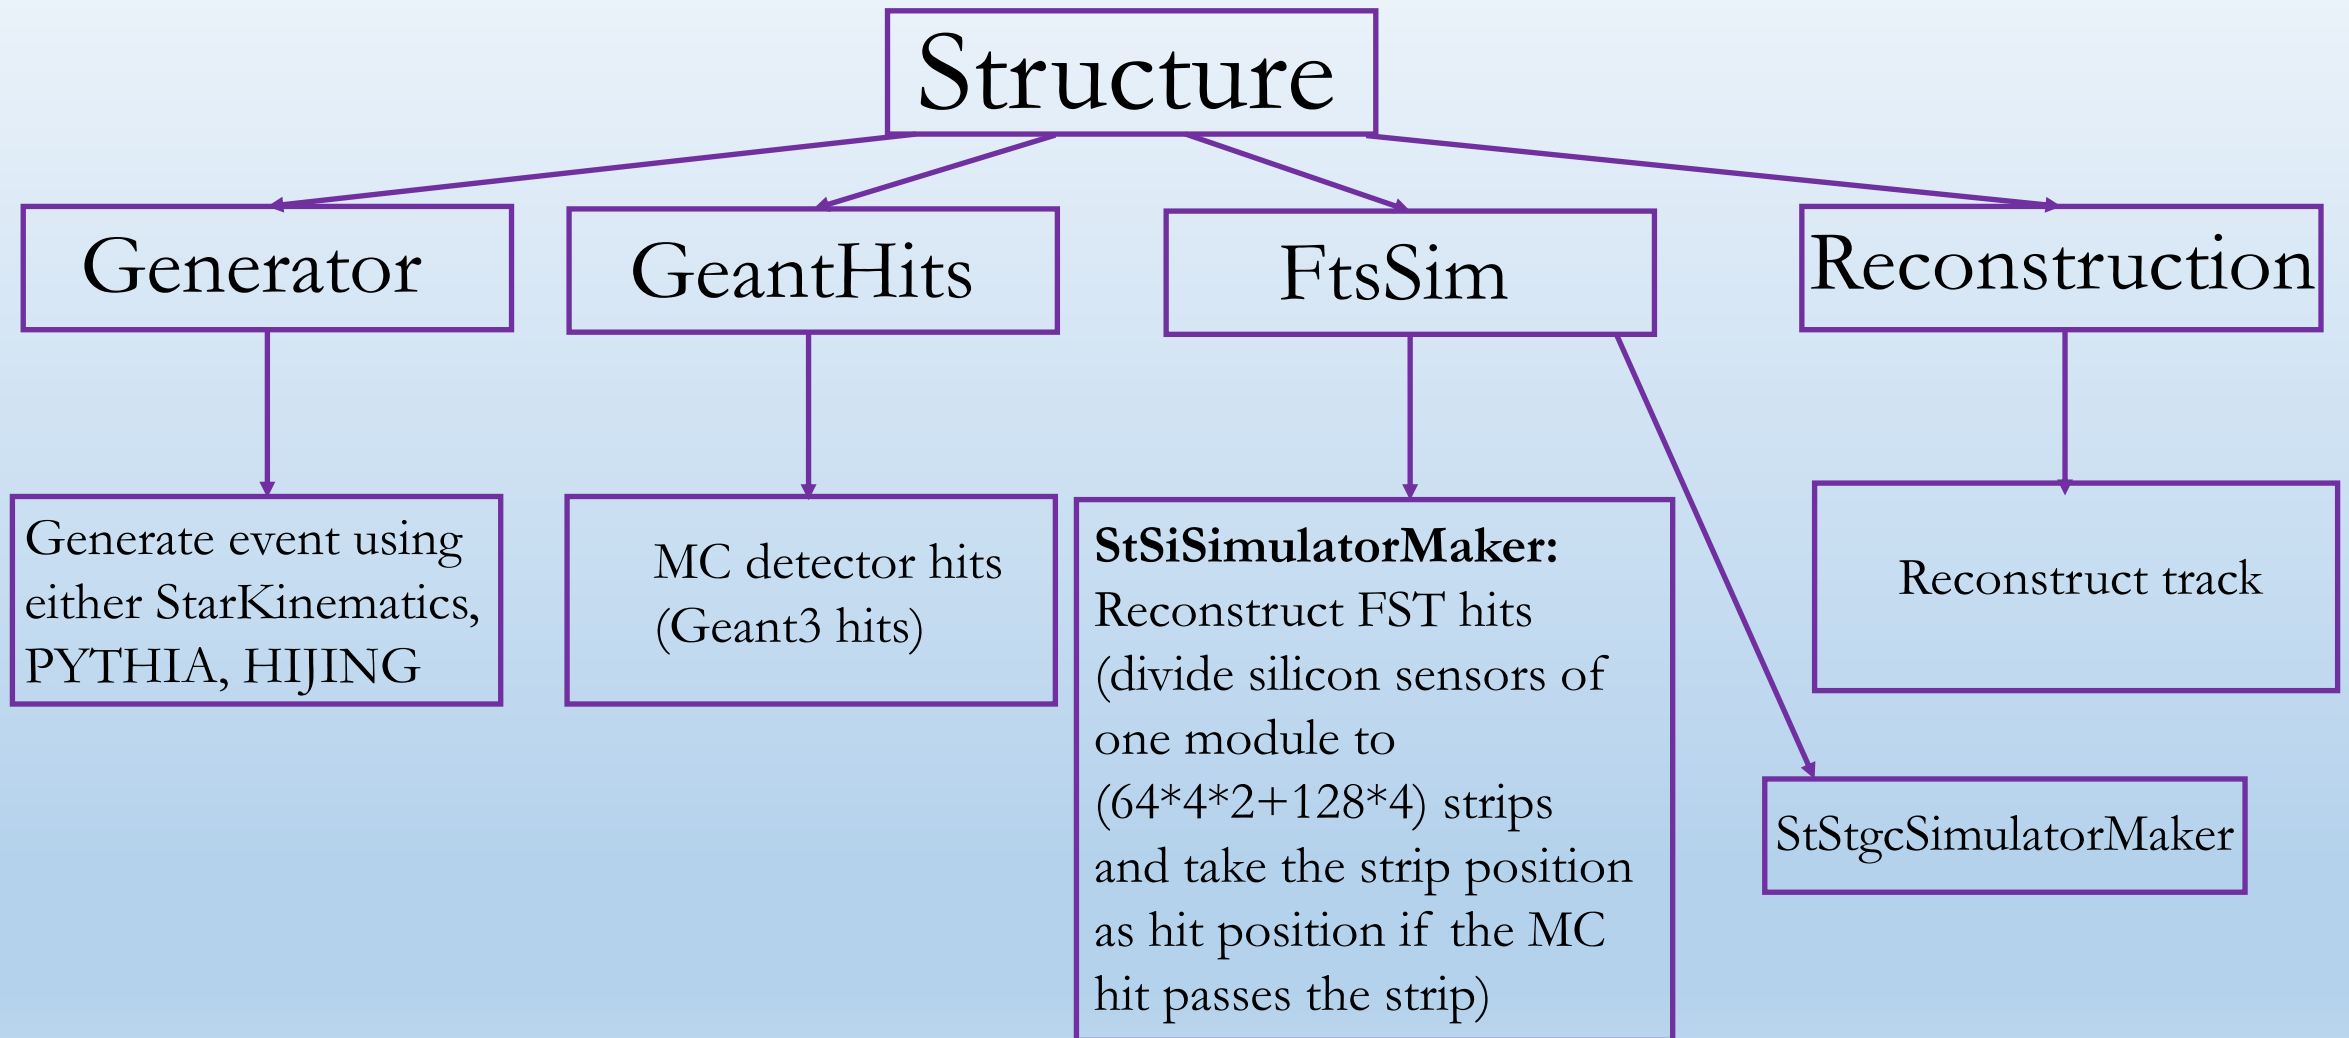 Structure
Generator
GeantHits
FtsSim
Reconstruction
Generate event using
either StarKinematics,
PYTHIA, HIJING
MC detector hits
(Geant3 hits)
StSiSimulatorMaker:
Reconstruct FST hits
(divide silicon sensors of
one module to
(64*4*2+128*4) strips
and take the strip position
as hit position if the MC
hit passes the strip)
Reconstruct track
StStgcSimulatorMaker